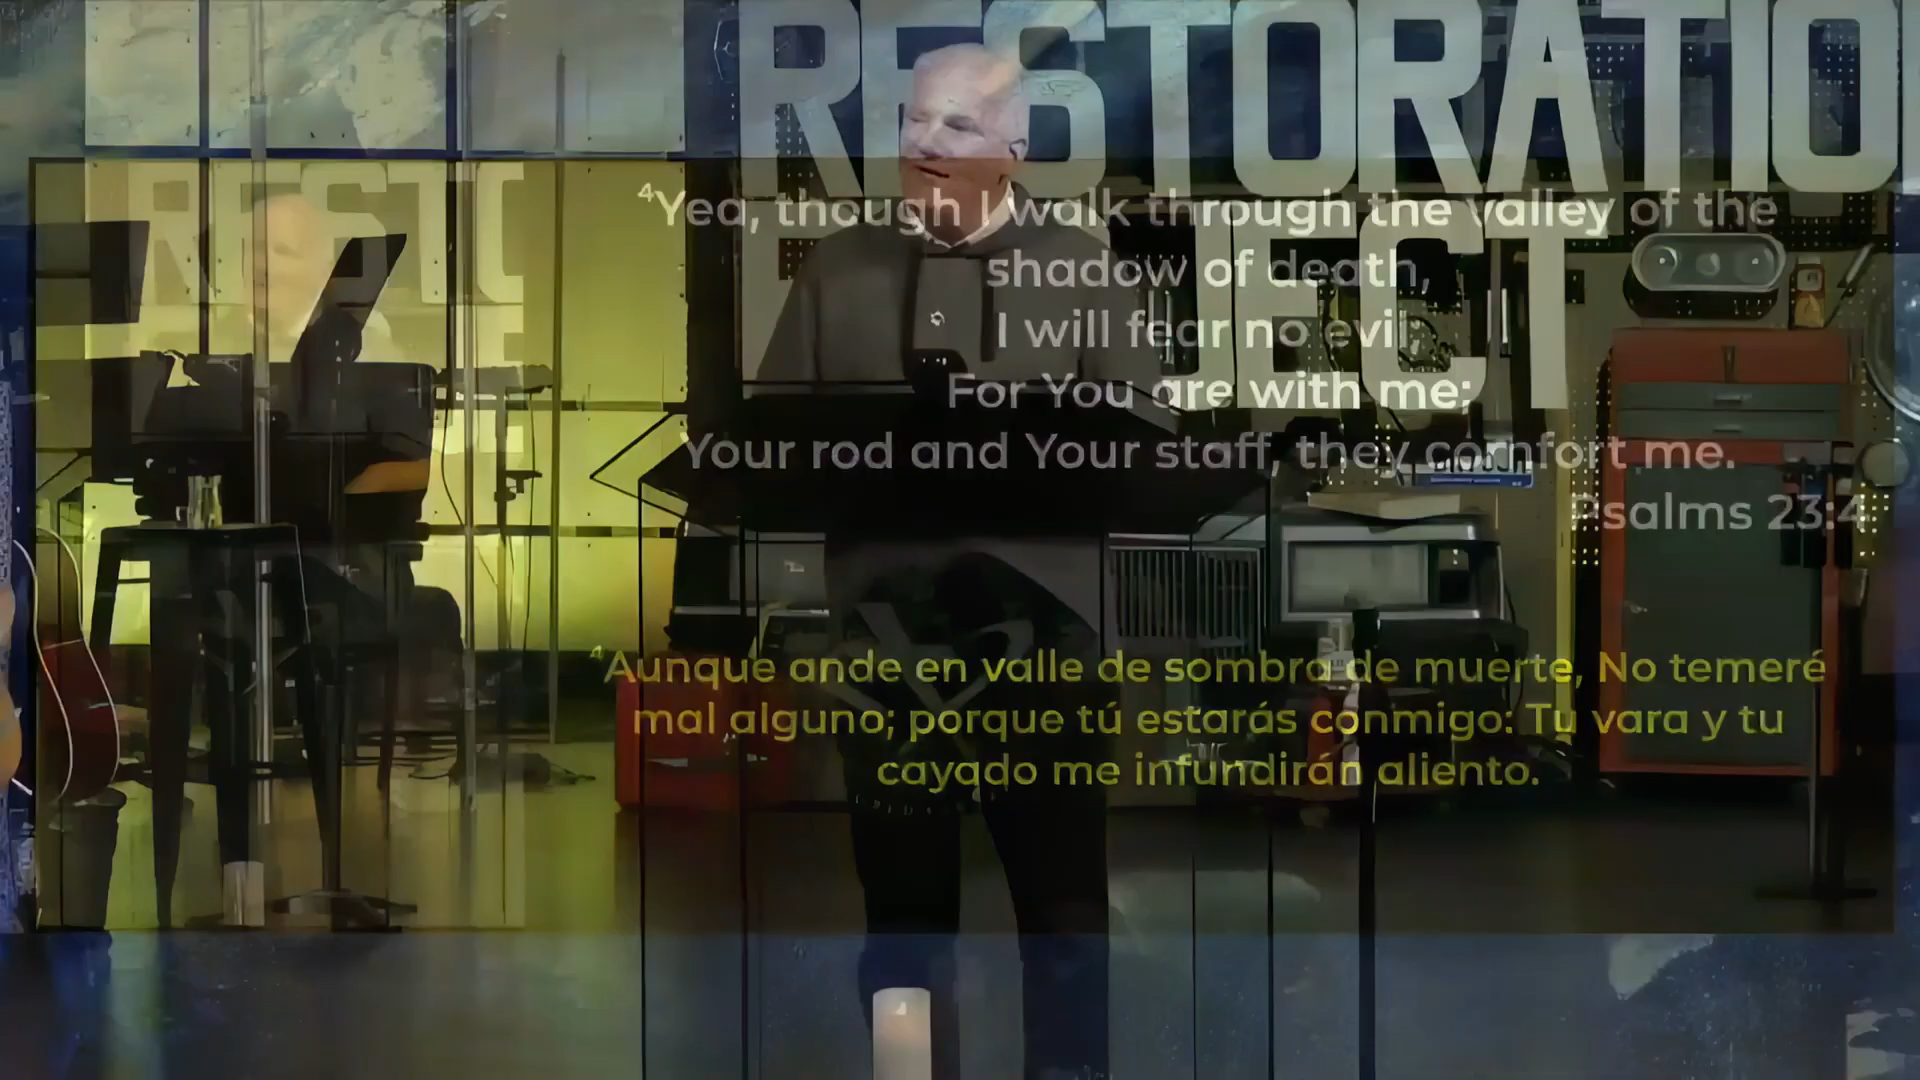 RESTORATIO
JECT
REST
⁴Yea, though I walk through the valley of the
shadow of death,
I will fear no evil;
For You are with me;
Your rod and Your staff, they comfort me.
Psalms 23:4
⁴Aunque ande en valle de sombra de muerte, No temeré
mal alguno; porque tú estarás conmigo: Tu vara y tu
cayado me infundirán aliento.